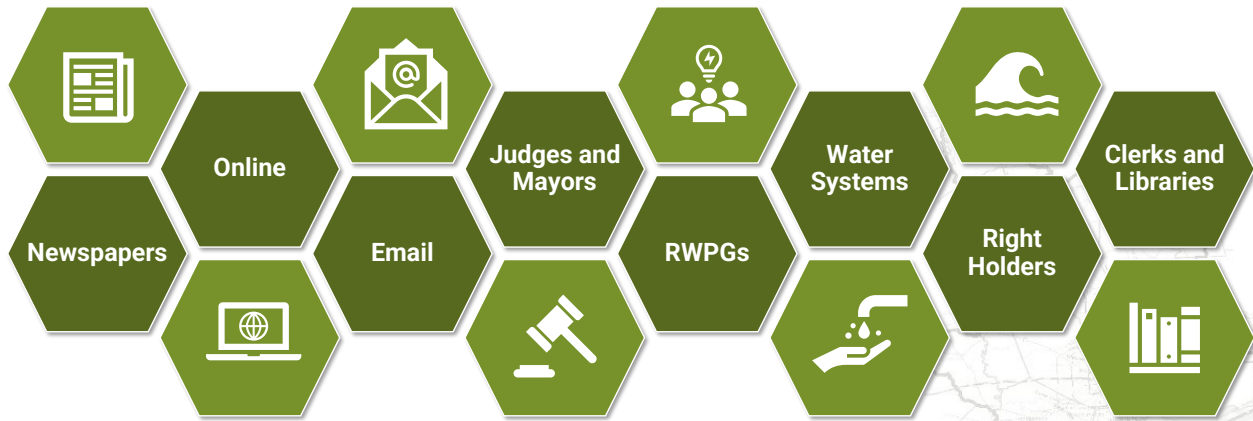 Newspapers
Online
Email
Judges and
Mayors
RWPGs
Water
Systems
Right
Holders
Clerks and
Libraries
@